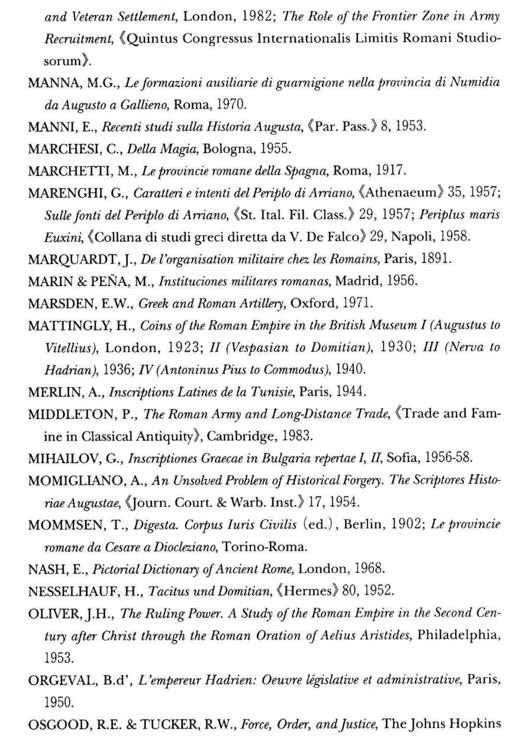 and Veteran Settlement, London, 1982; The Role of the Frontier Zone in Army
Recruitment, 《Quintus Congressus Internationalis Limitis Romani Studio-
sorum》.
MANNA, M.G., Le formazioni ausiliarie di guarnigione nella provincia di Numidia
da Augusto a Gallieno, Roma, 1970.
MANNI, E., Recenti studi sulla Historia Augusta, 《Par. Pass.》 8, 1953.
MARCHESI, C., Della Magia, Bologna, 1955.
MARCHETTI, M., Le provincie romane della Spagna, Roma, 1917.
MARENGHI, G., Caratteri e intenti del Periplo di Arriano, 《Athenaeum》 35, 1957;
Sulle fonti del Periplo di Arriano, 《St. Ital. Fil. Class.》 29, 1957; Periplus maris
Euxini, 《Collana di studi greci diretta da V. De Falco》 29, Napoli, 1958.
MARQUARDT, J., De l'organisation militaire chez les Romains, Paris, 1891.
MARIN & PEÑA, M., Instituciones militares romanas, Madrid, 1956.
MARSDEN, E.W., Greek and Roman Artillery, Oxford, 1971.
MATTINGLY, H., Coins of the Roman Empire in the British Museum I (Augustus to
Vitellius), London, 1923; II (Vespasian to Domitian), 1930; III (Nerva to
Hadrian), 1936; IV (Antoninus Pius to Commodus), 1940.
MERLIN, A., Inscriptions Latines de la Tunisie, Paris, 1944.
MIDDLETON, P., The Roman Army and Long-Distance Trade, 《Trade and Fam-
ine in Classical Antiquity》, Cambridge, 1983.
MIHAILOV, G., Inscriptiones Graecae in Bulgaria repertae I, II, Sofia, 1956-58.
MOMIGLIANO, A., An Unsolved Problem of Historical Forgery. The Scriptores Histo-
riae Augustae, 《Journ. Court. & Warb. Inst.》 17, 1954.
MOMMSEN, T., Digesta. Corpus Iuris Civilis (ed.), Berlin, 1902; Le provincie
romane da Cesare a Diocleziano, Torino-Roma.
NASH, E., Pictorial Dictionary of Ancient Rome, London, 1968.
NESSELHAUF, H., Tacitus und Domitian, 《Hermes》 80, 1952.
OLIVER, J.H., The Ruling Power. A Study of the Roman Empire in the Second Cen-
tury after Christ through the Roman Oration of Aelius Aristides, Philadelphia,
1953.
ORGEVAL, B.d', L'empereur Hadrien: Oeuvre législative et administrative, Paris,
1950.
OSGOOD, R.E. & TUCKER, R.W., Force, Order, and Justice, The Johns Hopkins